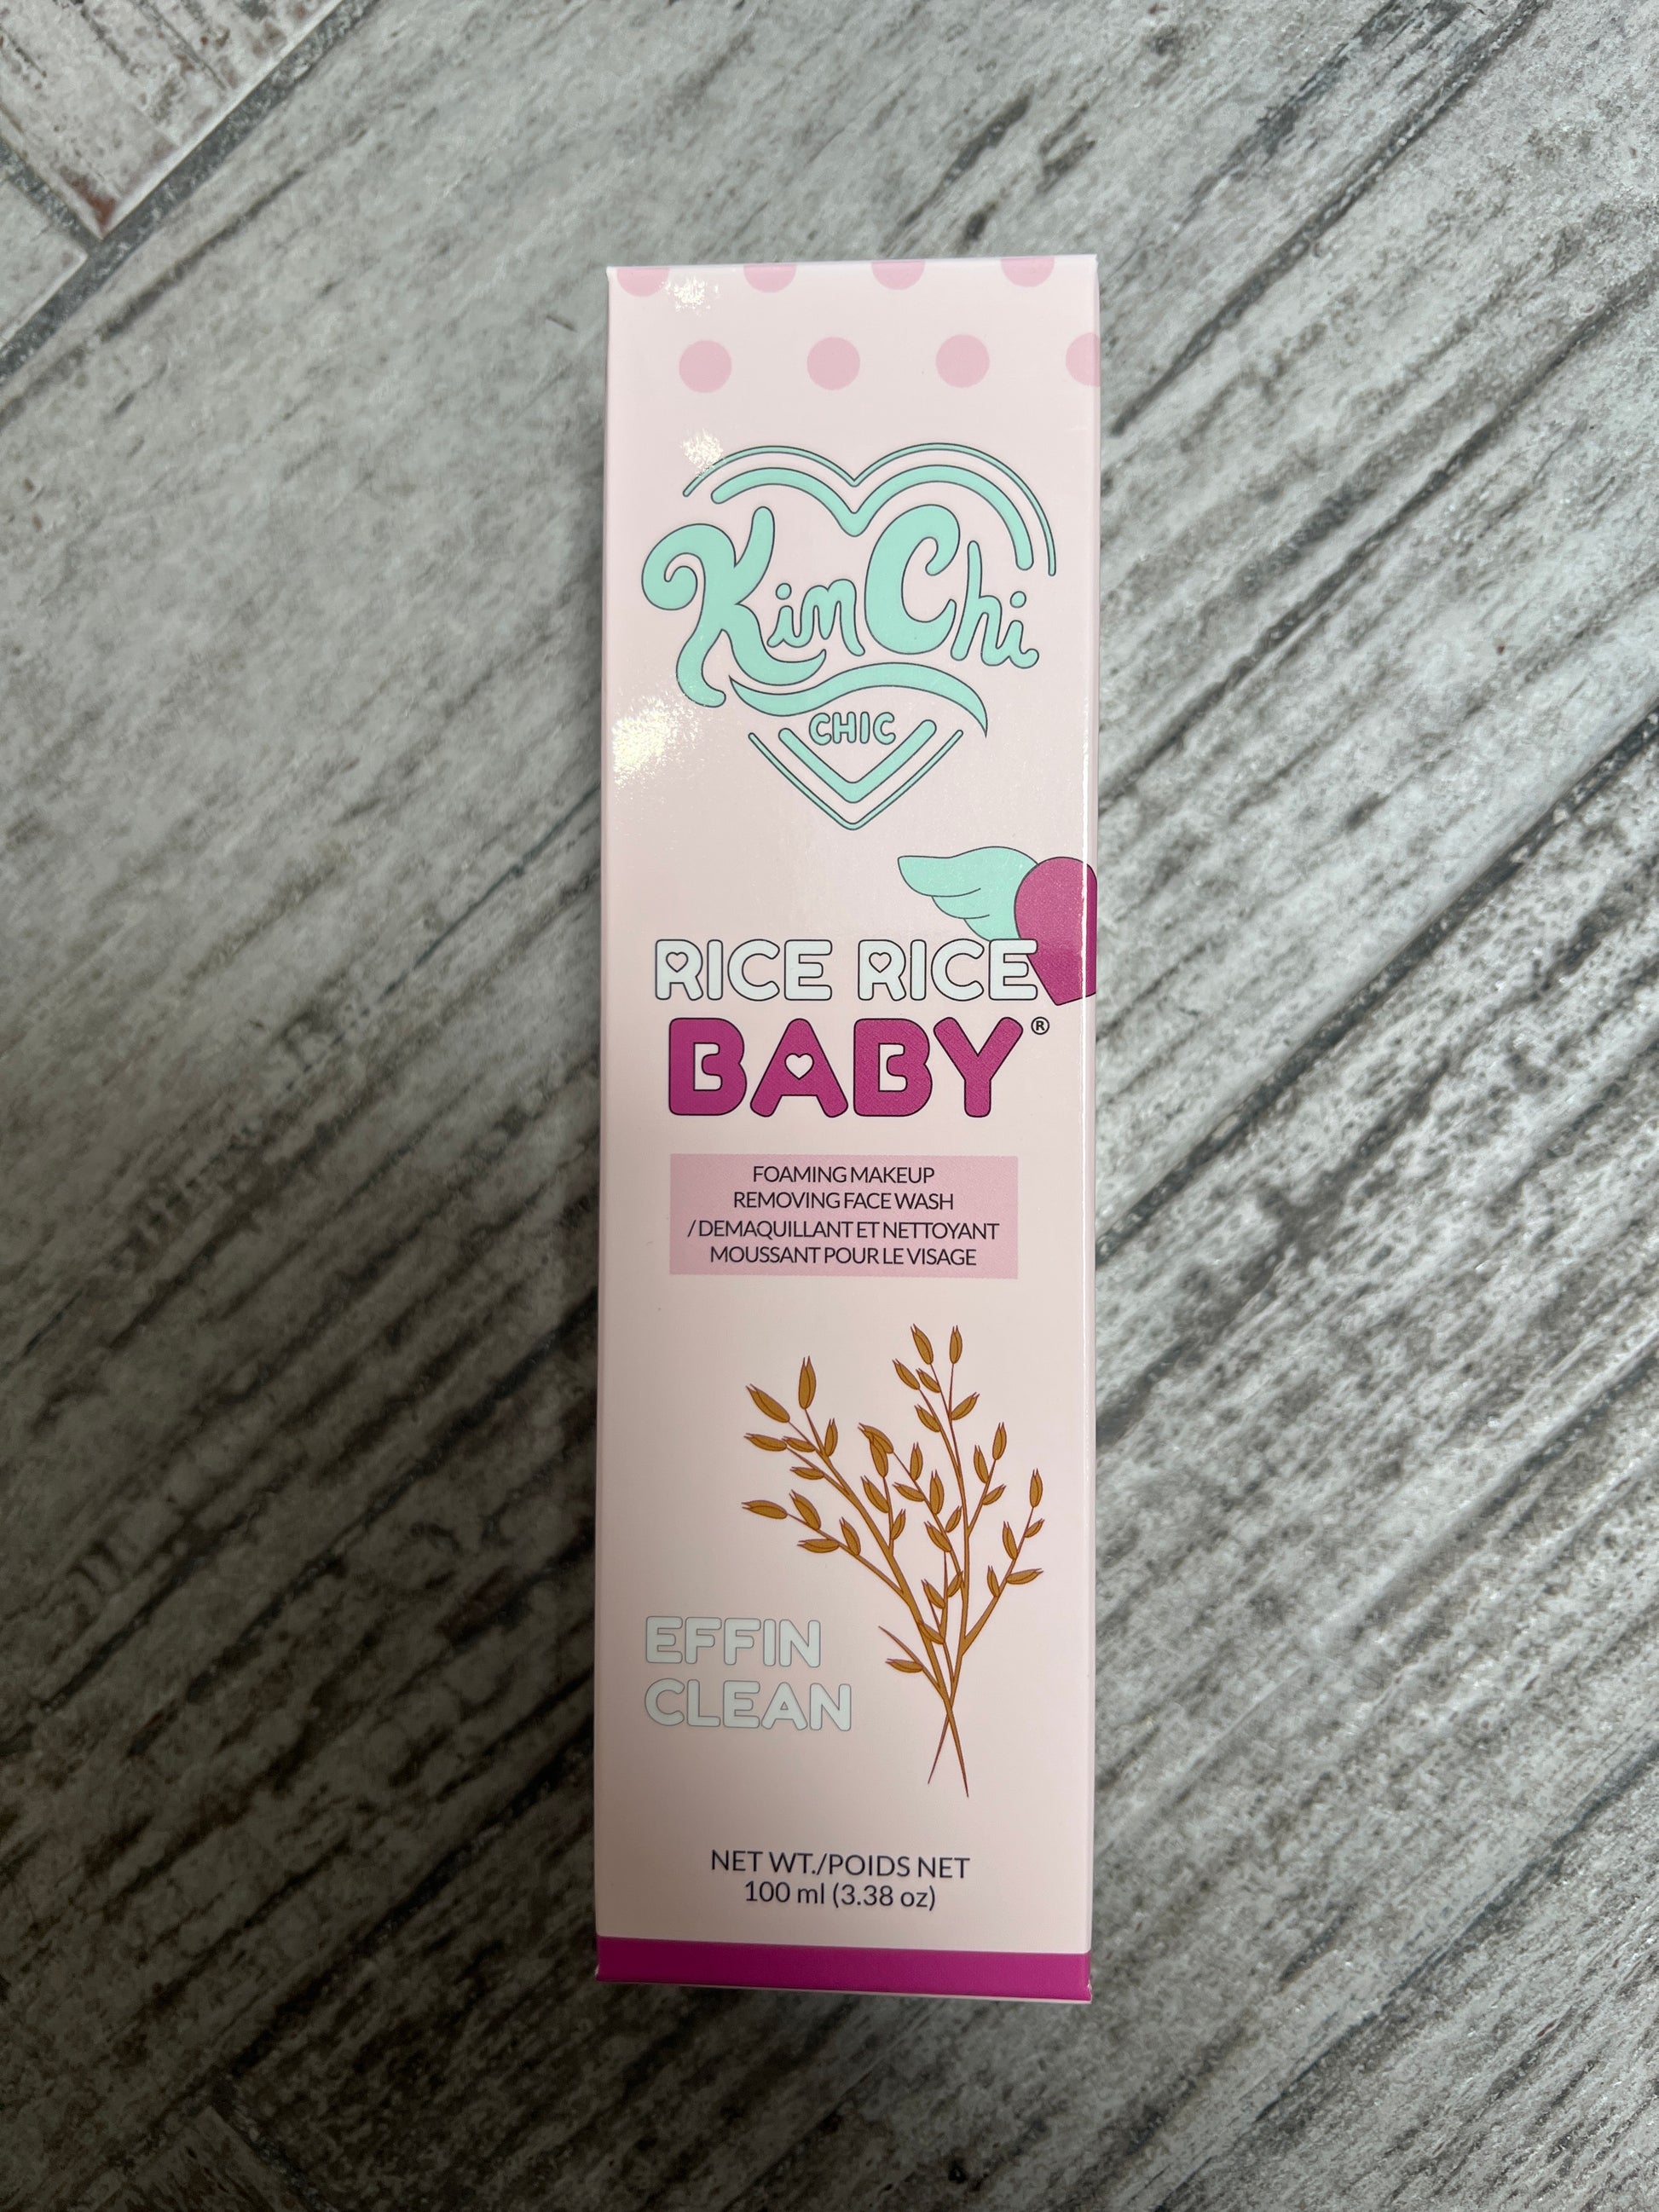 KimChi
CHIC
RICE RICE
BABY®
FOAMING MAKEUP
REMOVING FACE WASH
/ DEMAQUILLANT ET NETTOYANT
MOUSSANT POUR LE VISAGE
EFFIN
CLEAN
NET WT./POIDS NET
100 ml (3.38 oz)